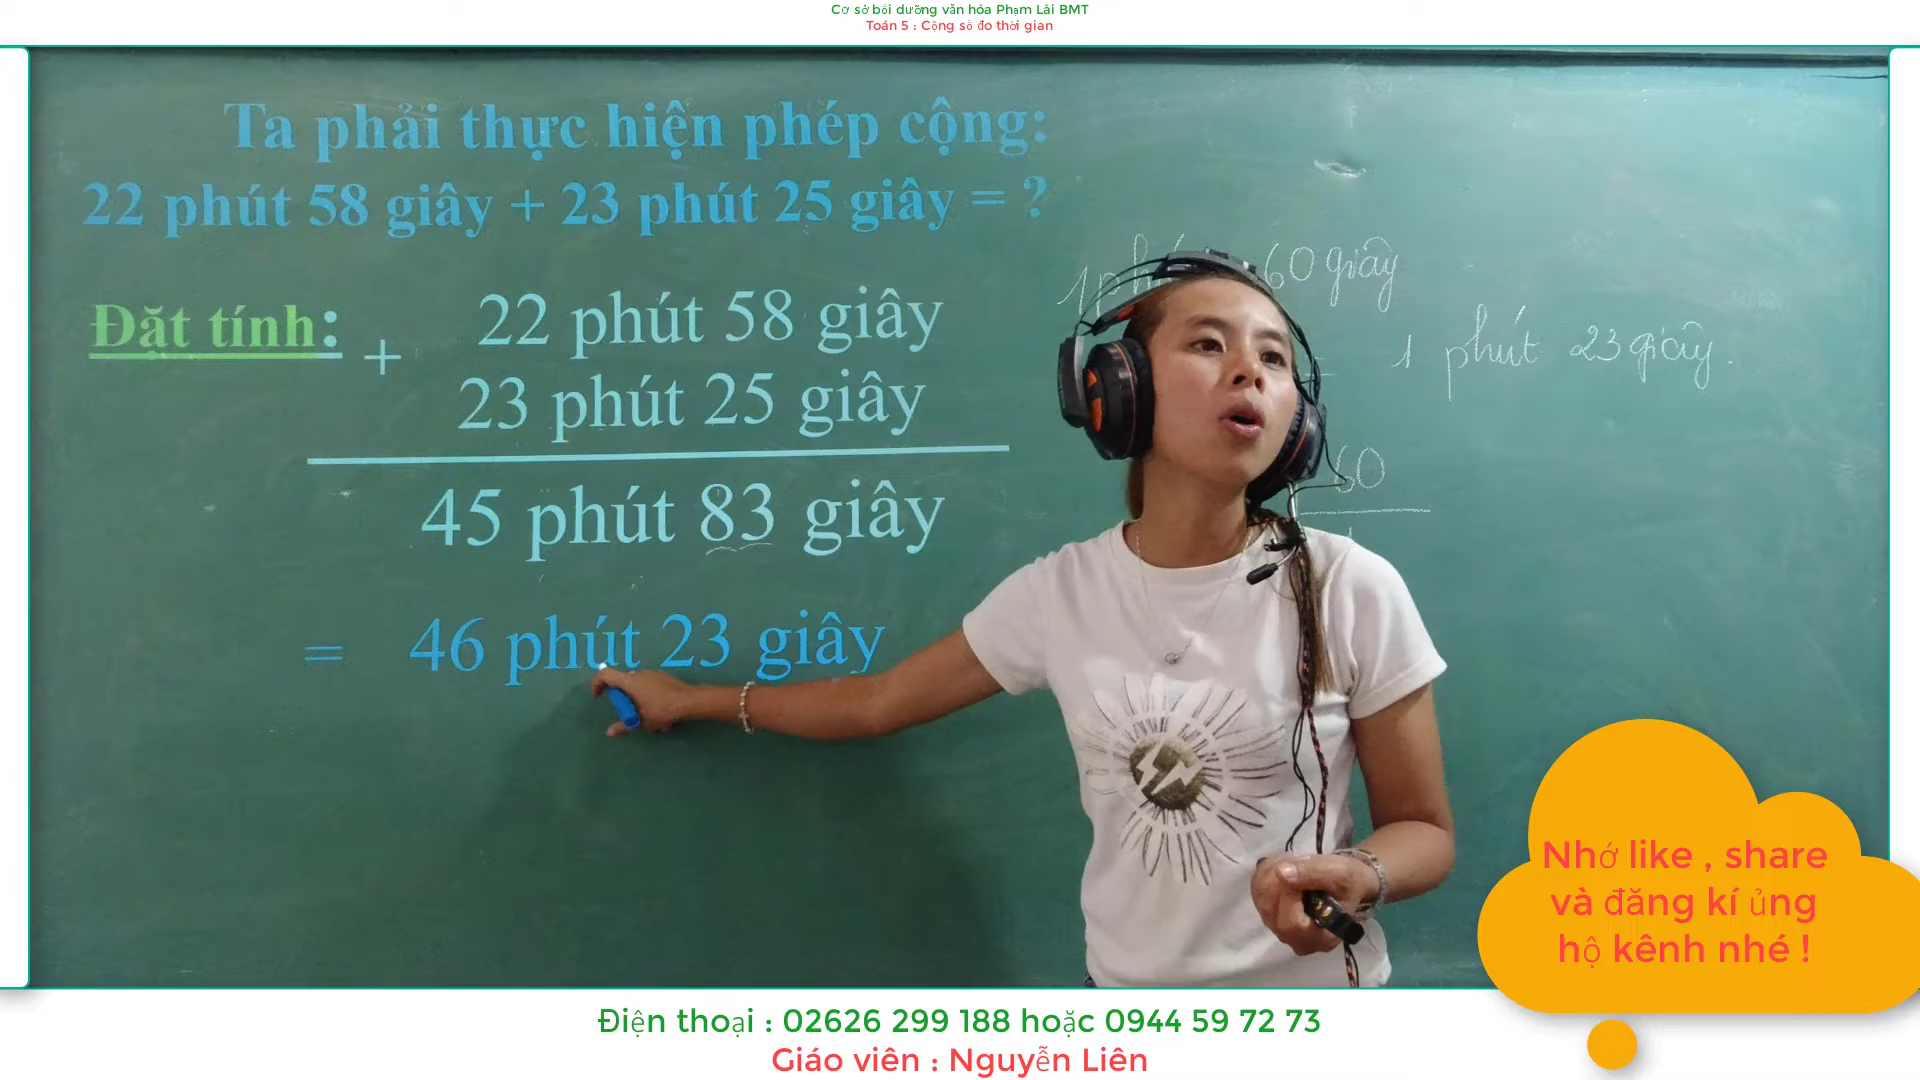 Cơ sở bồi dưỡng văn hóa Phạm Lài BMT
Toán 5 : Cộng số đo thời gian
Ta phải thực hiện phép cộng:
22 phút 58 giây + 23 phút 25 giây = ?
Đặt tính:
+ 22 phút 58 giây
23 phút 25 giây
45 phút 83 giây
= 46 phút 23 giây
60 giây
= 1 phút 23 giây.
60
Nhớ like , share
và đăng kí ủng
hộ kênh nhé !
Điện thoại : 02626 299 188 hoặc 0944 59 72 73
Giáo viên : Nguyễn Liên